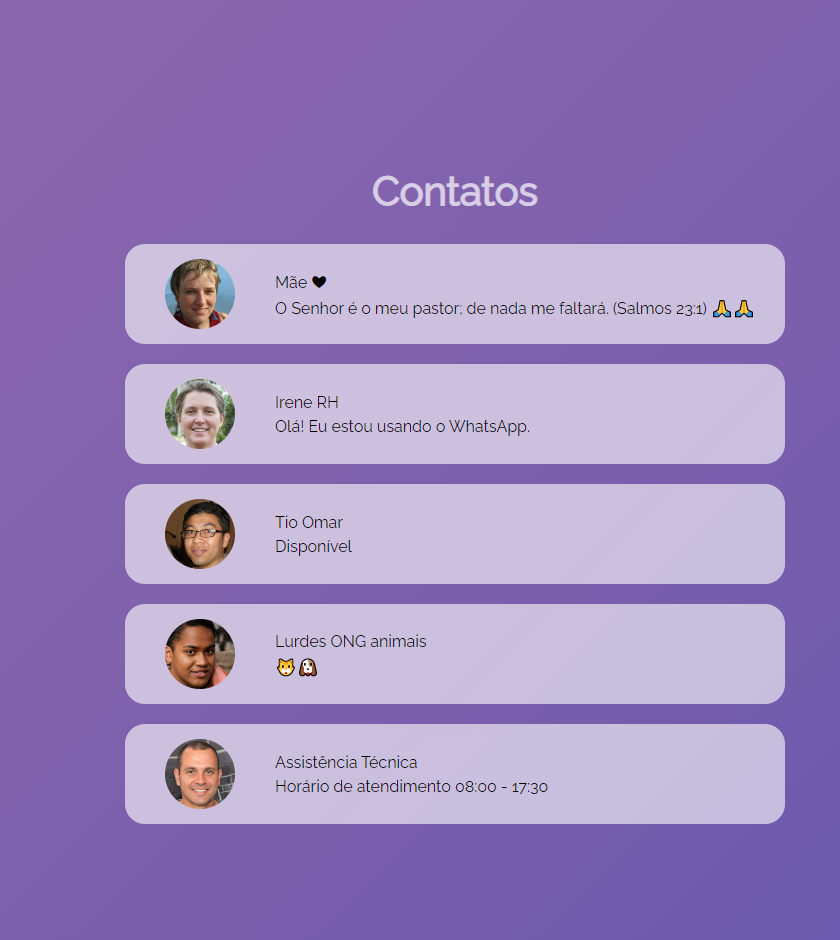 Contatos
Mãe ❤
O Senhor é o meu pastor; de nada me faltará. (Salmos 23:1) 🙏🙏
Irene RH
Olá! Eu estou usando o WhatsApp.
Tio Omar
Disponível
Lurdes ONG animais
🐱🐶
Assistência Técnica
Horário de atendimento 08:00 - 17:30